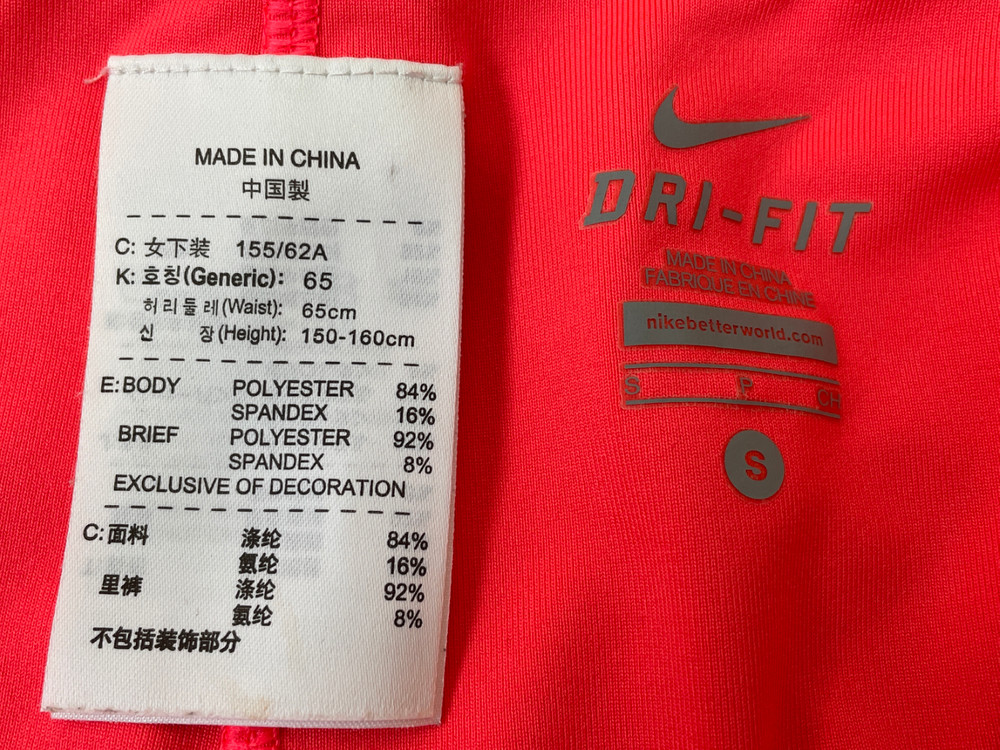 MADE IN CHINA
中国製
C: 女下装 155/62A
K: 호칭(Generic): 65
허리둘레(Waist): 65cm
신 장(Height): 150-160cm
E: BODY POLYESTER 84%
SPANDEX 16%
BRIEF POLYESTER 92%
SPANDEX 8%
EXCLUSIVE OF DECORATION
C: 面料 涤纶 84%
氨纶 16%
里裤 涤纶 92%
氨纶 8%
不包括装饰部分
DRI-FIT
MADE IN CHINA
FABRIQUE EN CHINE
nikebetterworld.com
S P CH
S